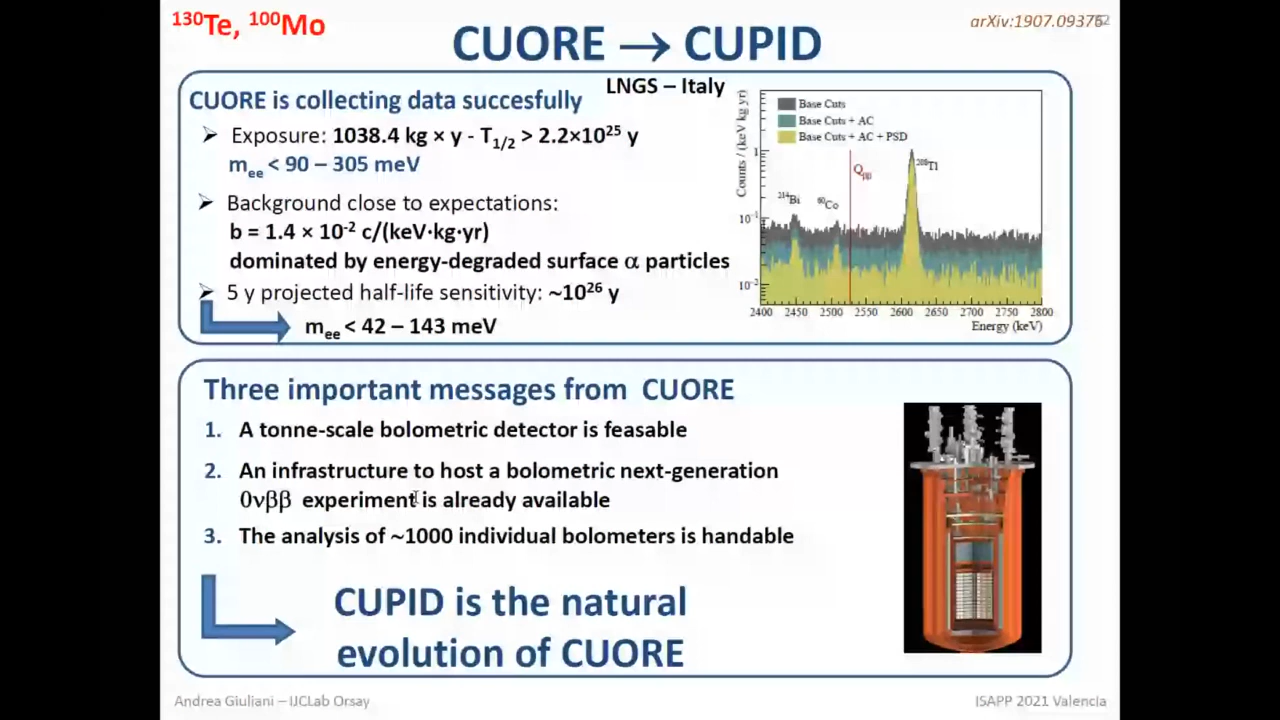 ¹³⁰Te, ¹⁰⁰Mo
arXiv:1907.09376
CUORE → CUPID
LNGS – Italy
CUORE is collecting data succesfully
➢ Exposure: 1038.4 kg × y - T₁/₂ > 2.2×10²⁵ y
mₑₑ < 90 – 305 meV
➢ Background close to expectations:
b = 1.4 × 10⁻² c/(keV·kg·yr)
dominated by energy-degraded surface α particles
➢ 5 y projected half-life sensitivity: ~10²⁶ y
mₑₑ < 42 – 143 meV
Counts / (keV kg yr)
Base Cuts
Base Cuts + AC
Base Cuts + AC + PSD
1
10⁻¹
10⁻²
²¹⁴Bi
⁶⁰Co
Qββ
²⁰⁸Tl
2400 2450 2500 2550 2600 2650 2700 2750 2800
Energy (keV)
Three important messages from CUORE
1. A tonne-scale bolometric detector is feasable
2. An infrastructure to host a bolometric next-generation
0νββ experiment is already available
3. The analysis of ~1000 individual bolometers is handable
CUPID is the natural
evolution of CUORE
Andrea Giuliani – IJCLab Orsay
ISAPP 2021 Valencia